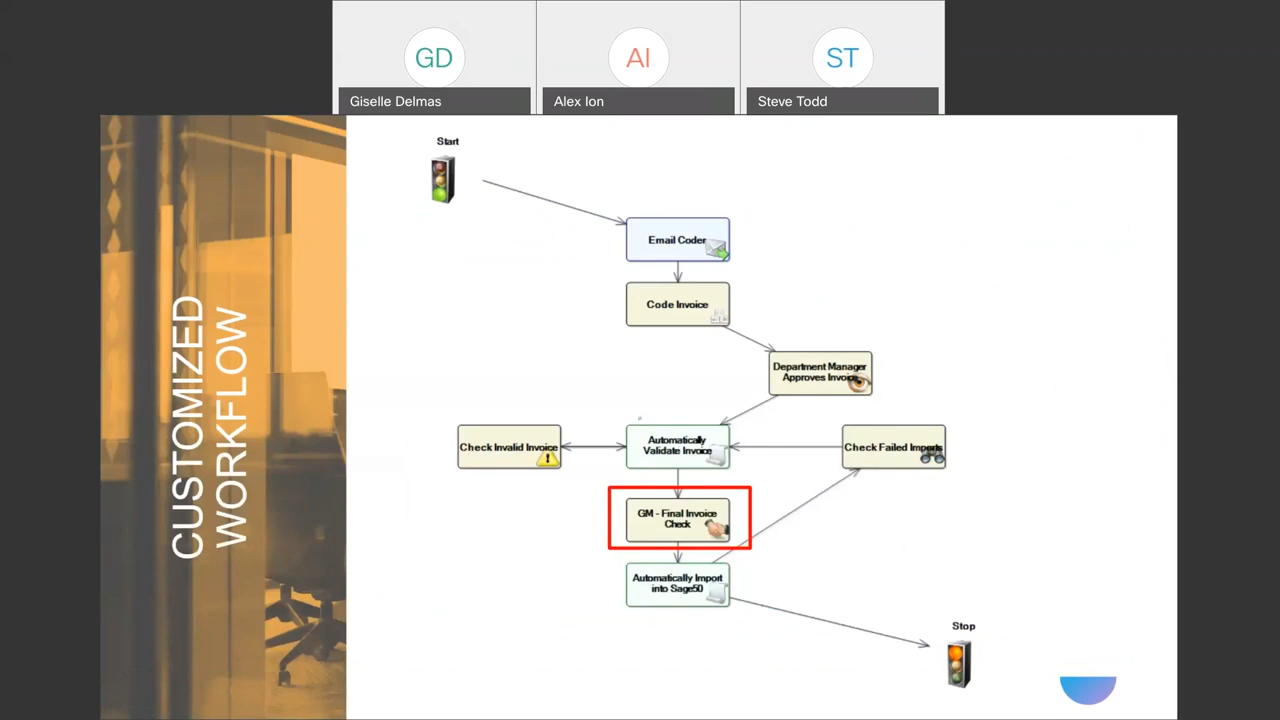 GD
AI
ST
Giselle Delmas
Alex Ion
Steve Todd
CUSTOMIZED
WORKFLOW
Start
Email Coder
Code Invoice
Department Manager
Approves Invoice
Check Invalid Invoice
Automatically
Validate Invoice
Check Failed Imports
GM - Final Invoice
Check
Automatically Import
into Sage50
Stop